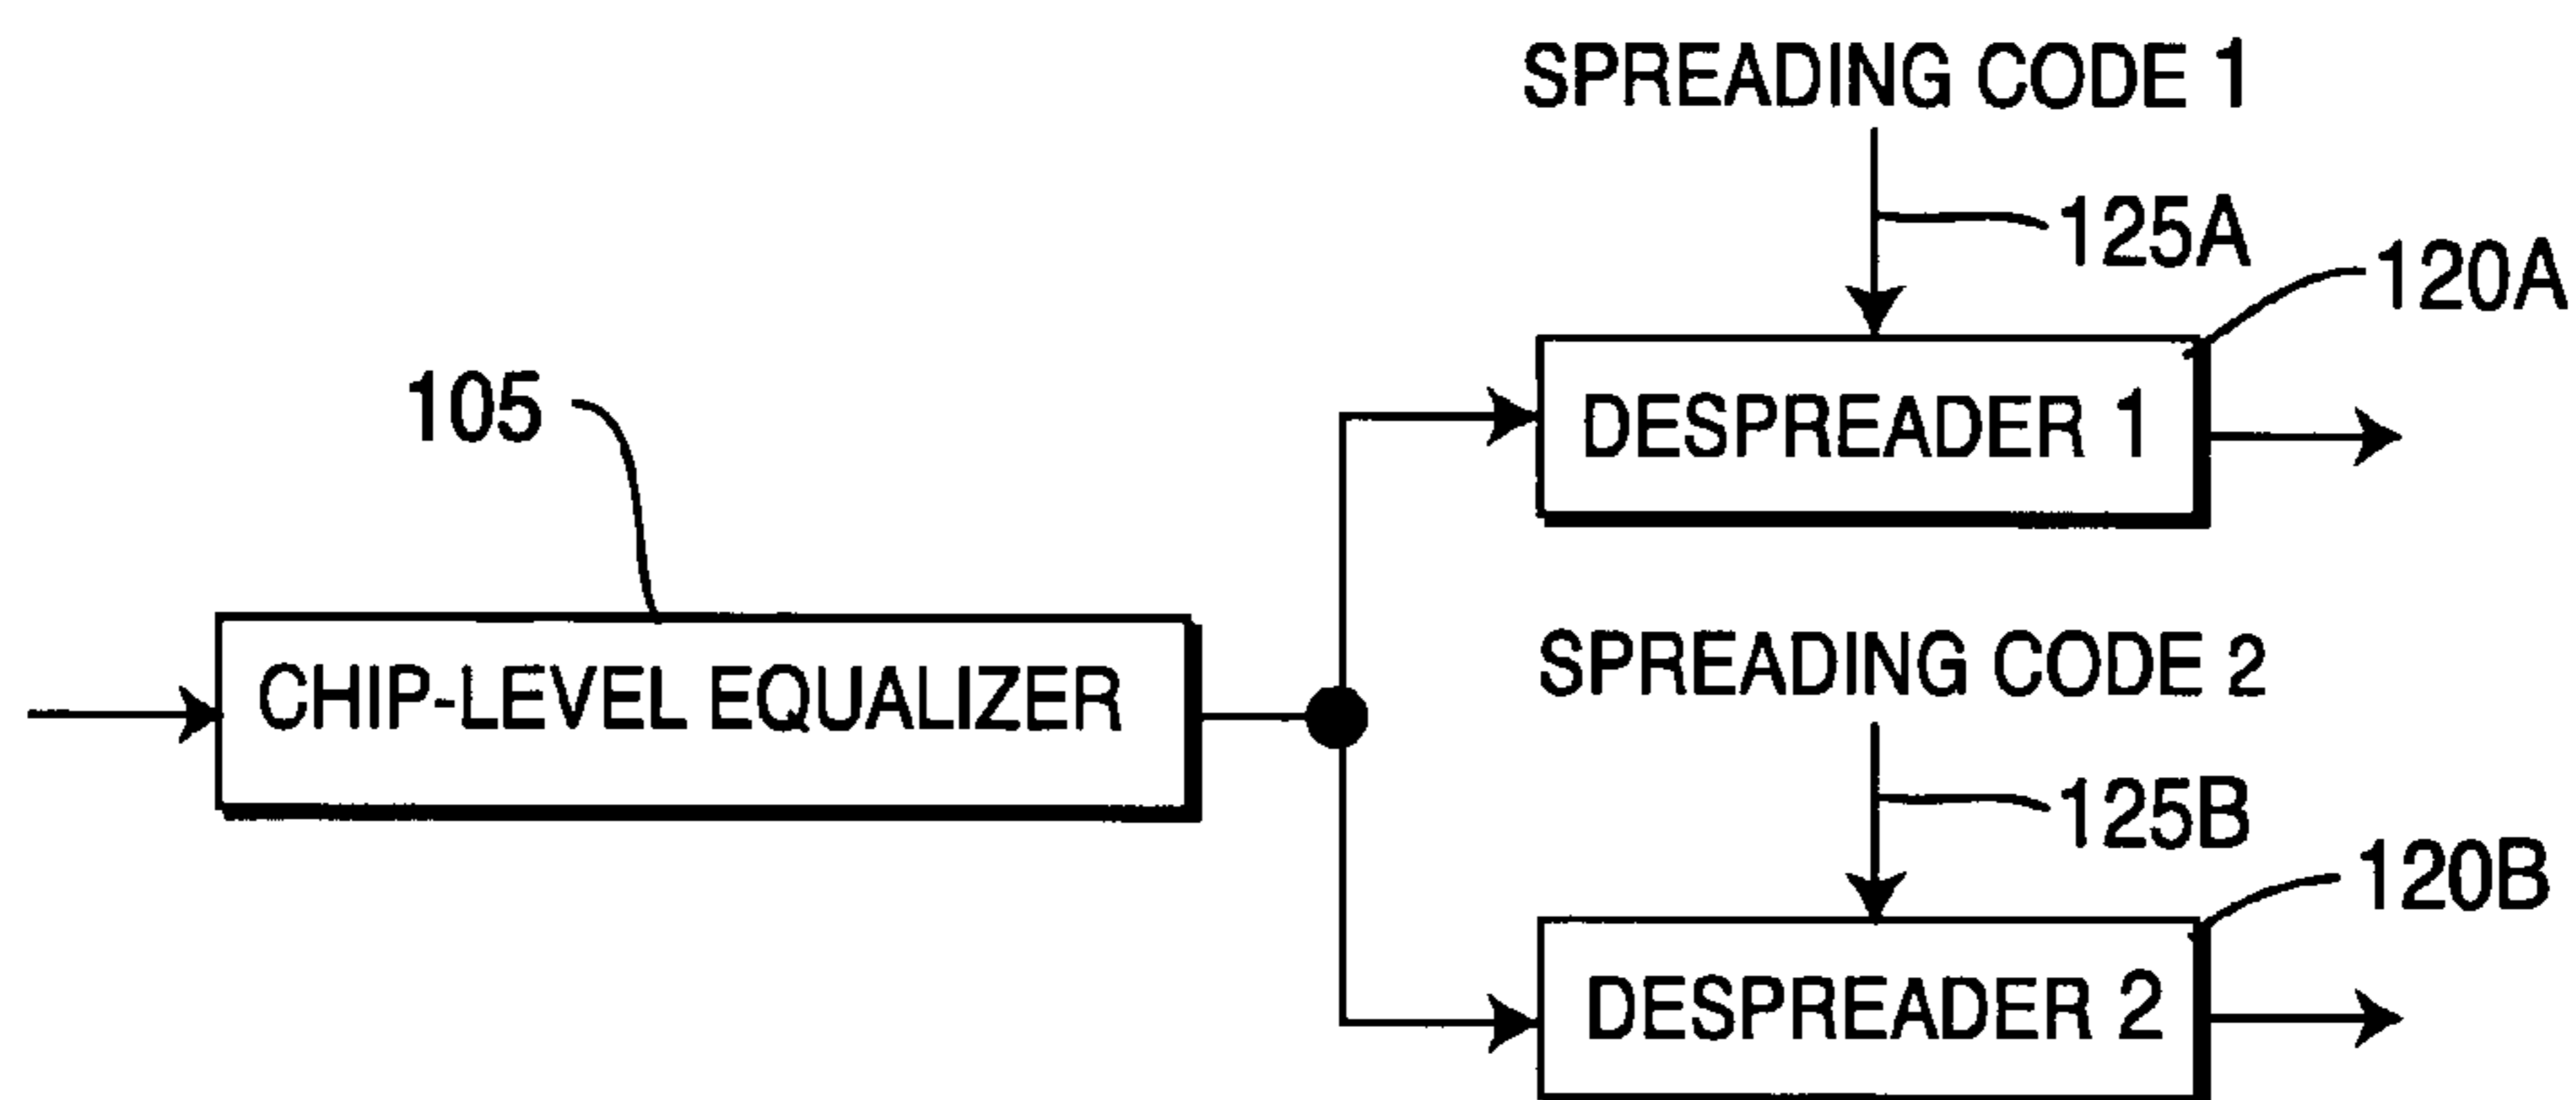 SPREADING CODE 1
125A
120A
105
DESPREADER 1
CHIP-LEVEL EQUALIZER
SPREADING CODE 2
125B
120B
DESPREADER 2